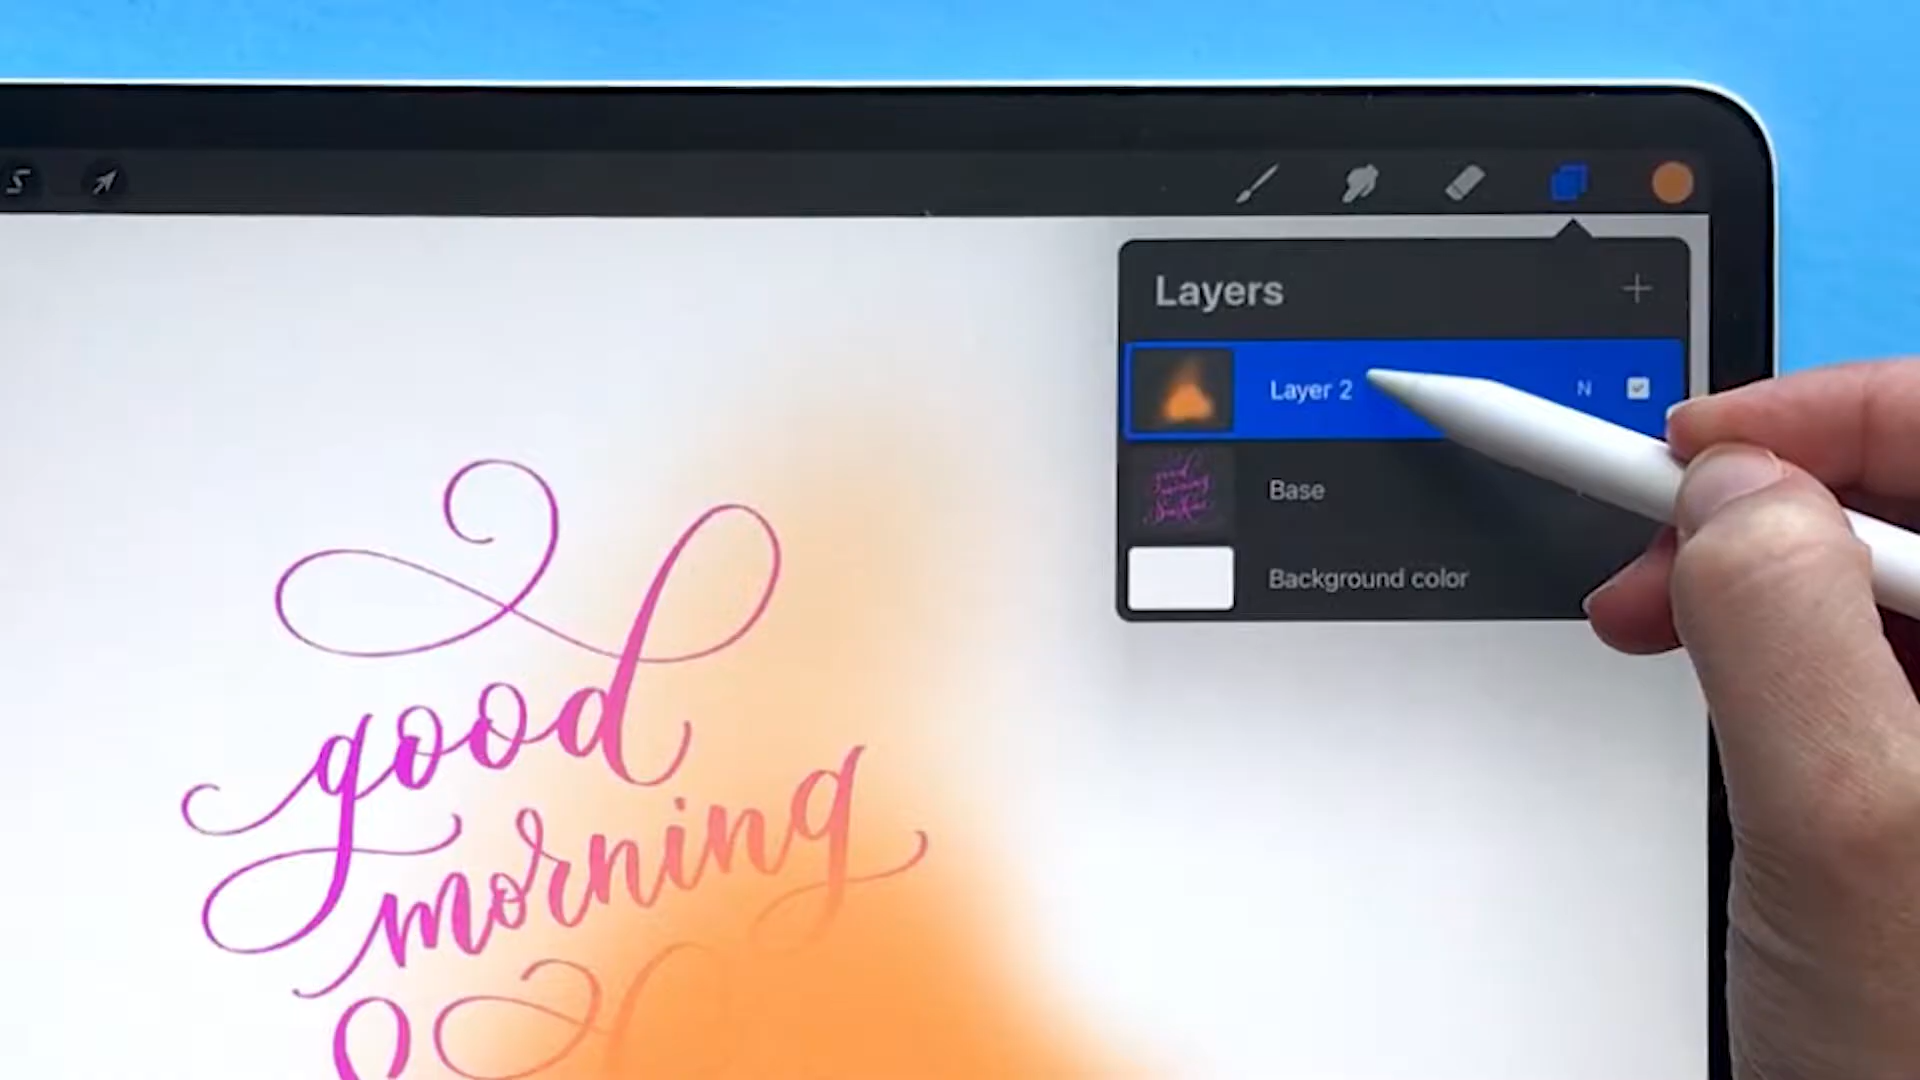 Layers
Layer 2
N
Base
Background color
good
morning